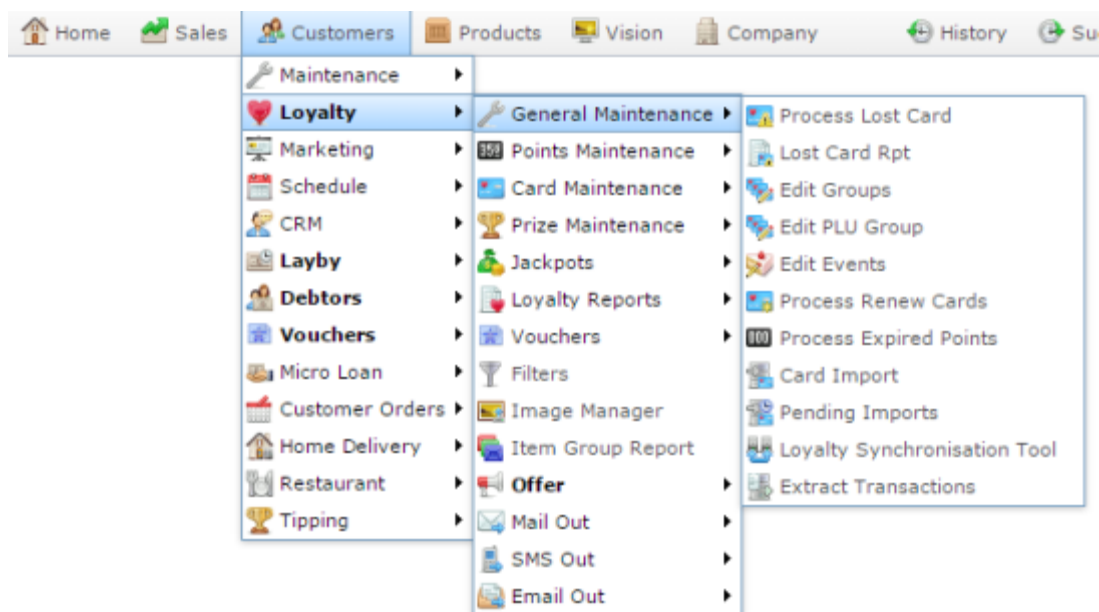 Home Sales Customers Products Vision Company History Su
Maintenance
Loyalty
Marketing
Schedule
CRM
Layby
Debtors
Vouchers
Micro Loan
Customer Orders
Home Delivery
Restaurant
Tipping
General Maintenance
Points Maintenance
Card Maintenance
Prize Maintenance
Jackpots
Loyalty Reports
Vouchers
Filters
Image Manager
Item Group Report
Offer
Mail Out
SMS Out
Email Out
Process Lost Card
Lost Card Rpt
Edit Groups
Edit PLU Group
Edit Events
Process Renew Cards
Process Expired Points
Card Import
Pending Imports
Loyalty Synchronisation Tool
Extract Transactions